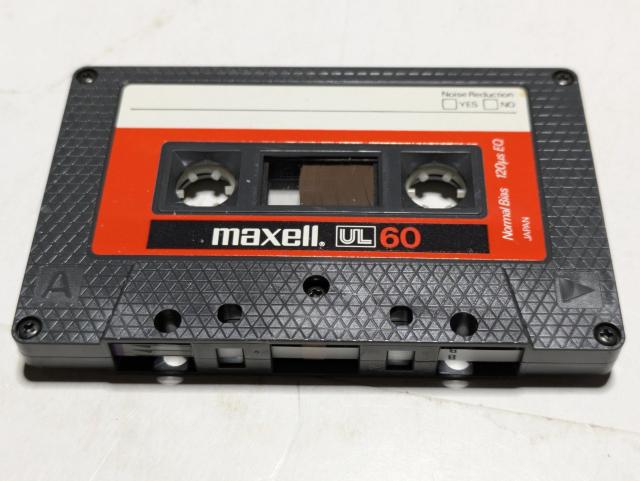 Noise Reduction
YES NO
Normal Bias 120µs EQ
JAPAN
maxell. UL 60
A